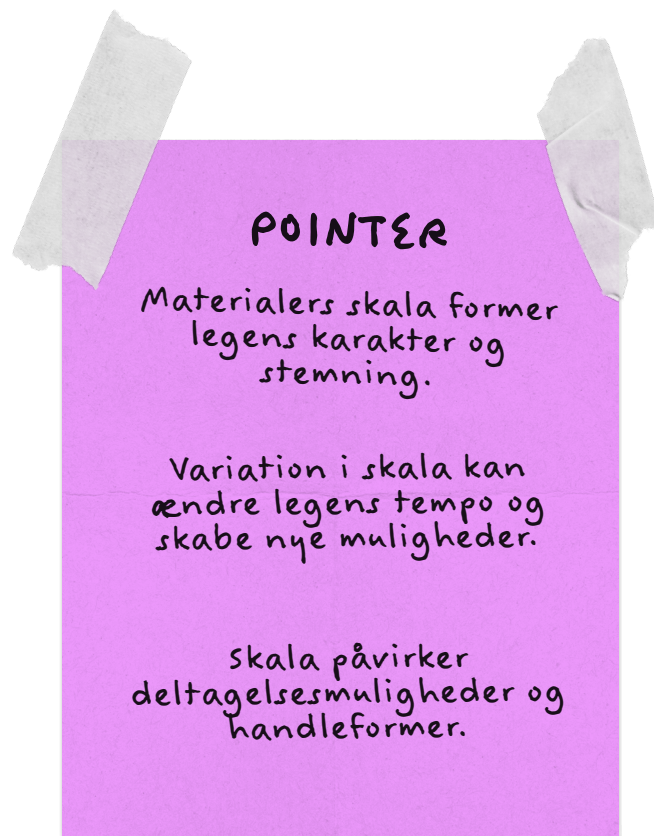 POINTER
Materialers skala former
legens karakter og
stemning.
Variation i skala kan
ændre legens tempo og
skabe nye muligheder.
Skala påvirker
deltagelsesmuligheder og
handleformer.